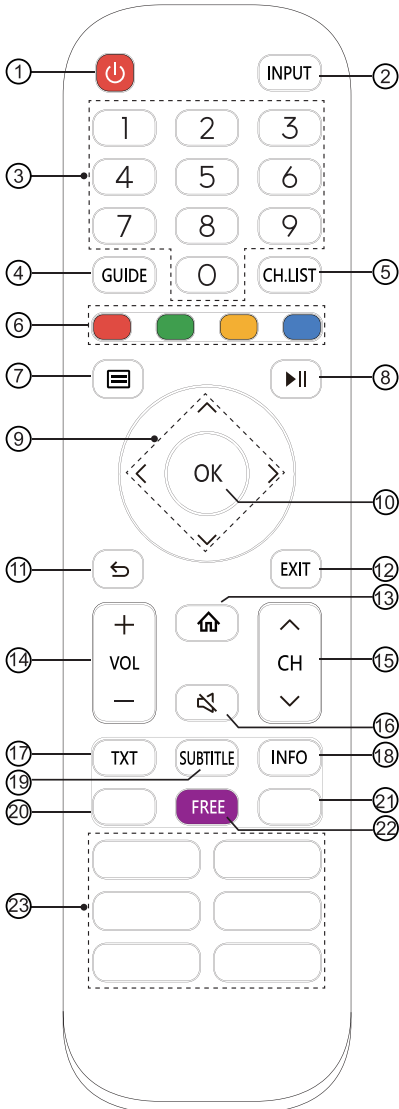 ① ② INPUT
1 2 3
③ 4 5 6
7 8 9
④ GUIDE 0 CH.LIST ⑤
⑥
⑦ ⑧
⑨
OK
⑩
⑪ EXIT ⑫
⑬
+
⑭ VOL CH ⑮
−
⑯
⑰ TXT SUBTITLE INFO ⑱
⑲
⑳ FREE ㉑
㉒
㉓